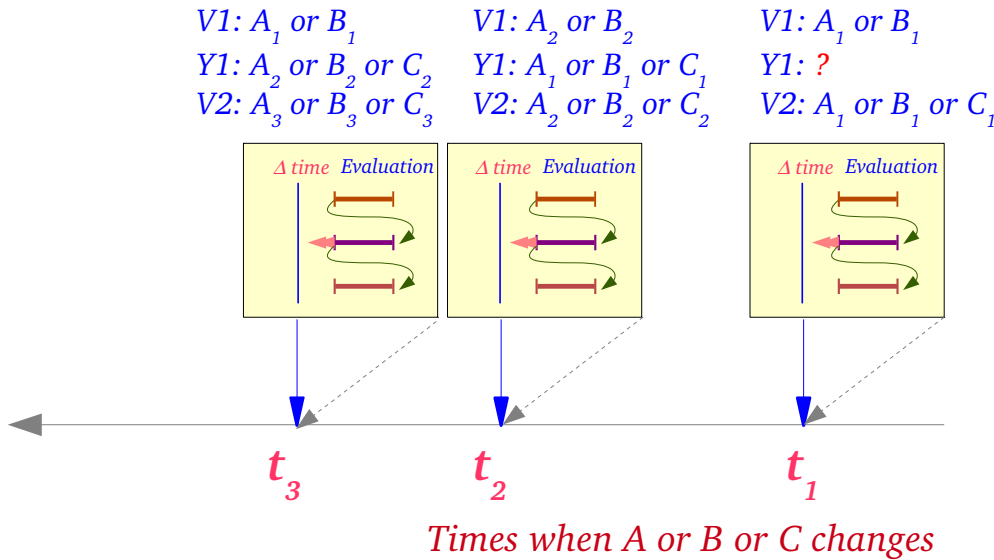 V1: A₁ or B₁
Y1: A₂ or B₂ or C₂
V2: A₃ or B₃ or C₃
V1: A₂ or B₂
Y1: A₁ or B₁ or C₁
V2: A₂ or B₂ or C₂
V1: A₁ or B₁
Y1: ?
V2: A₁ or B₁ or C₁
Δ time Evaluation
Δ time Evaluation
Δ time Evaluation
t₃
t₂
t₁
Times when A or B or C changes